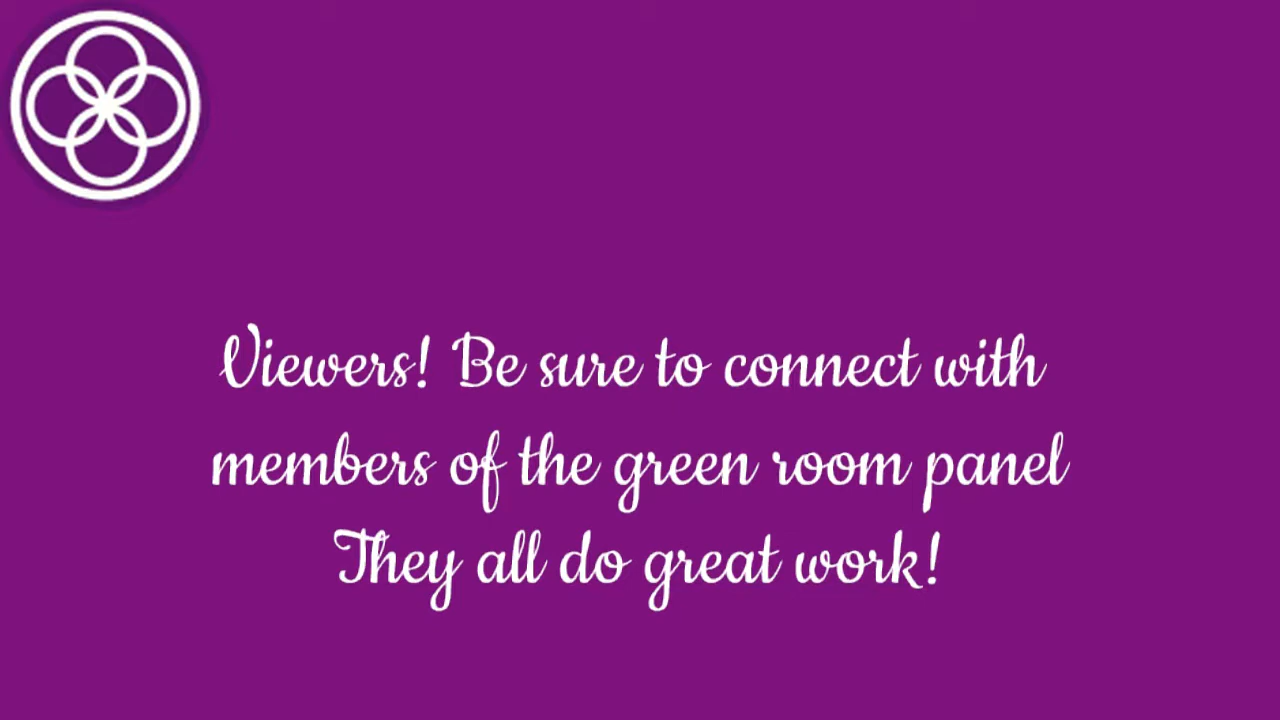 Viewers! Be sure to connect with
members of the green room panel
They all do great work!